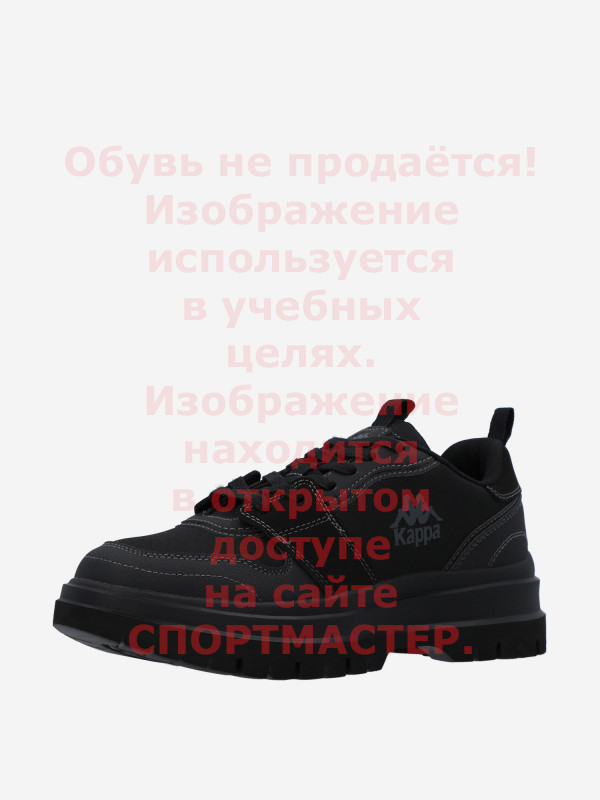 Обувь не продаётся!
Изображение
используется
в учебных
целях.
Изображение
находится
в открытом
доступе
на сайте
СПОРТМАСТЕР.
Kappa